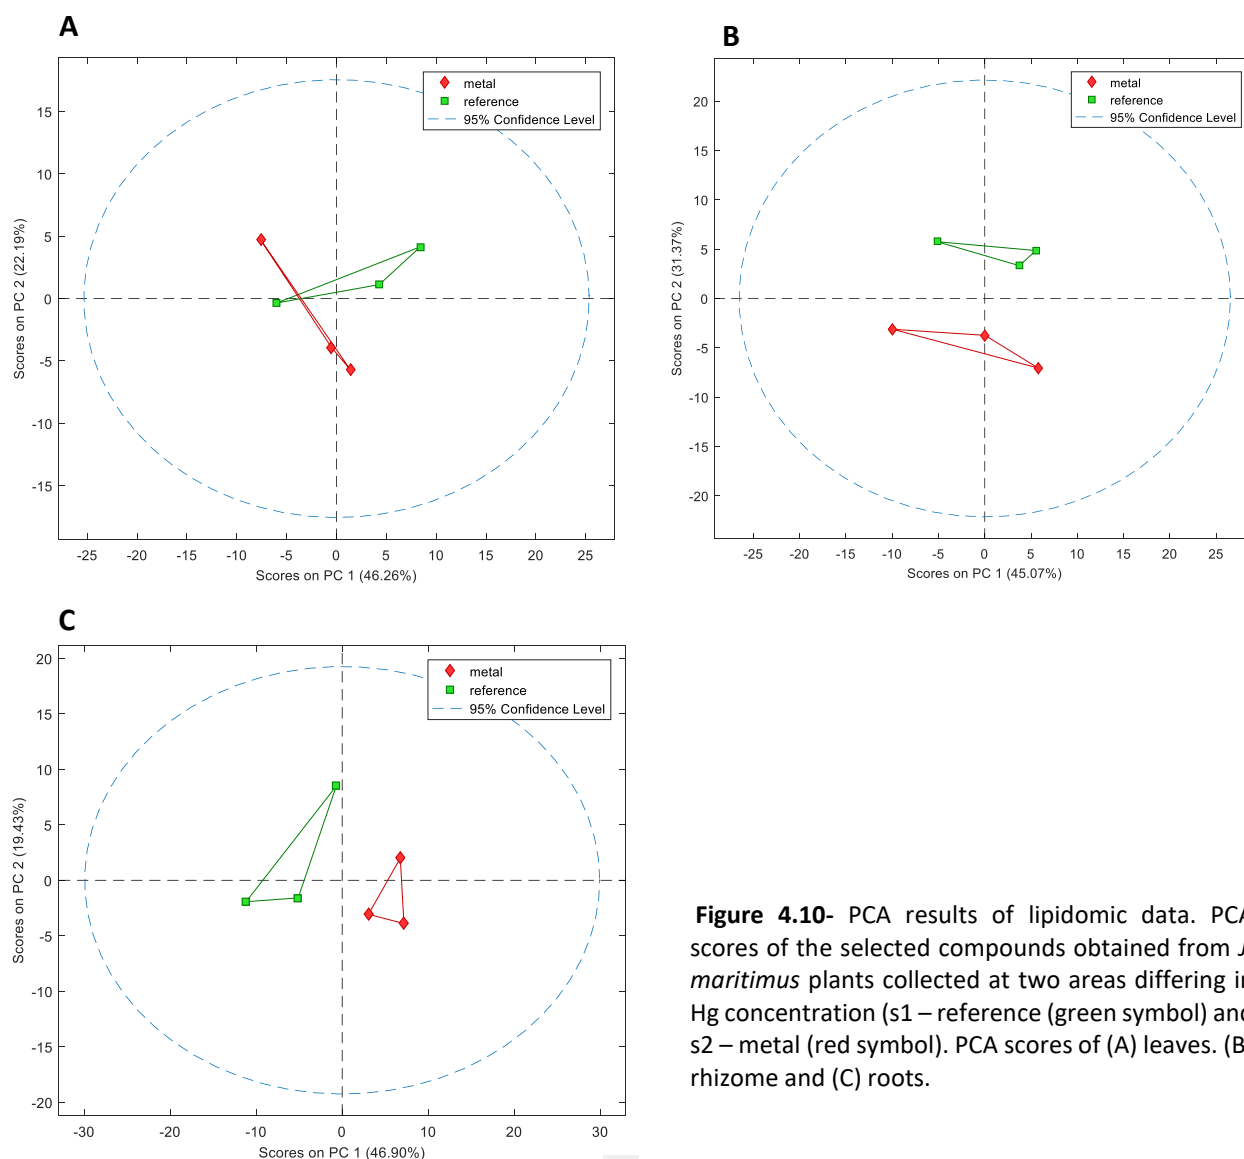 A
metal
reference
95% Confidence Level
15
10
5
0
-5
-10
-15
-25 -20 -15 -10 -5 0 5 10 15 20 25
Scores on PC 1 (46.26%)
Scores on PC 2 (22.19%)
B
metal
reference
95% Confidence Level
20
15
10
5
0
-5
-10
-15
-20
-25 -20 -15 -10 -5 0 5 10 15 20 25
Scores on PC 1 (45.07%)
Scores on PC 2 (31.37%)
C
metal
reference
95% Confidence Level
20
15
10
5
0
-5
-10
-15
-20
-30 -20 -10 0 10 20 30
Scores on PC 1 (46.90%)
Scores on PC 2 (19.43%)
Figure 4.10- PCA results of lipidomic data. PCA
scores of the selected compounds obtained from J
maritimus plants collected at two areas differing in
Hg concentration (s1 – reference (green symbol) and
s2 – metal (red symbol). PCA scores of (A) leaves. (B
rhizome and (C) roots.